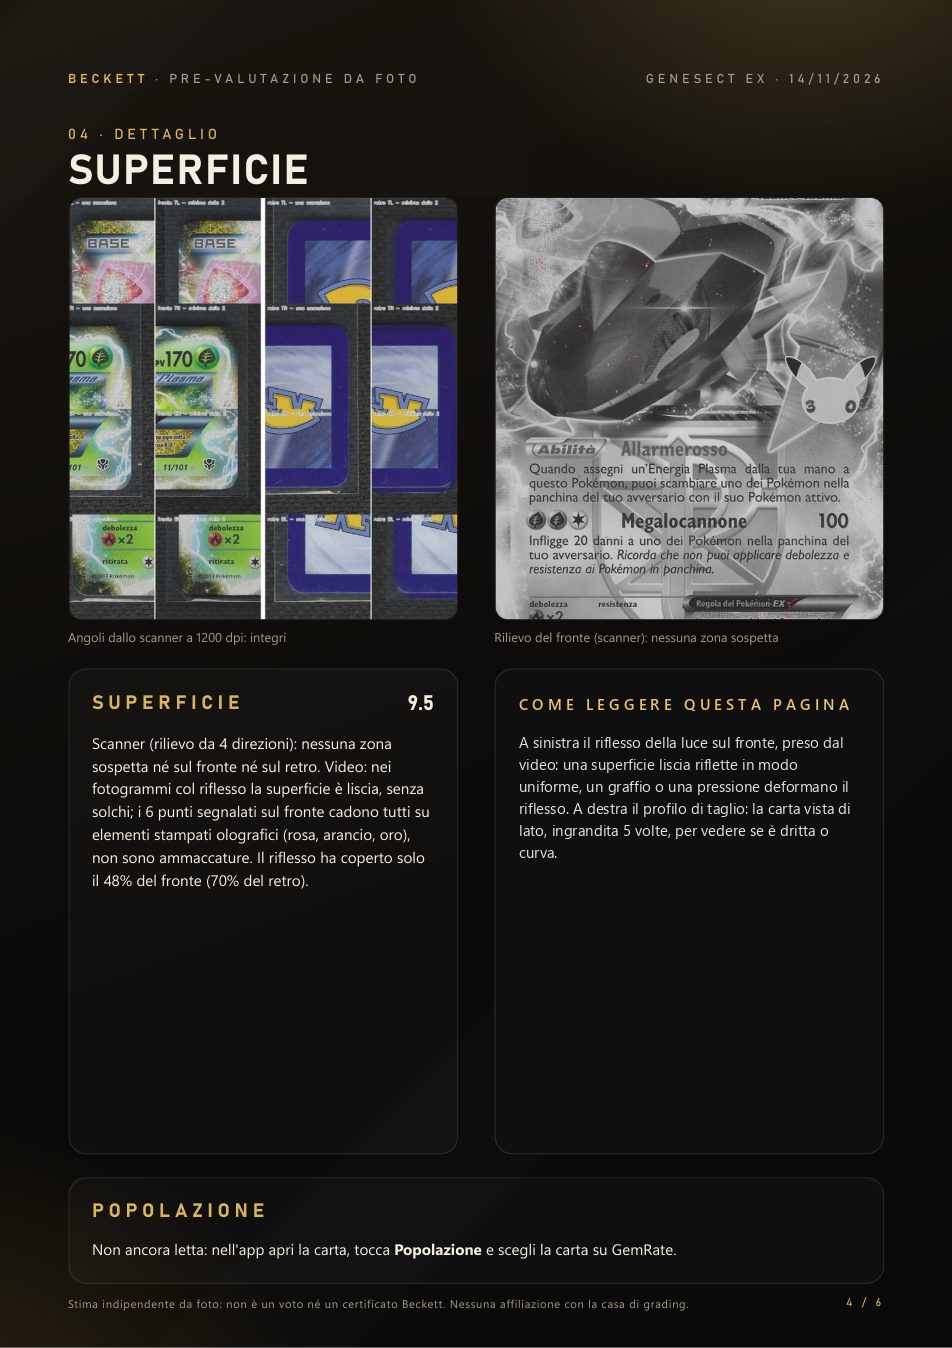 BECKETT · PRE-VALUTAZIONE DA FOTO
GENESECT EX · 14/11/2026
04 · DETTAGLIO
SUPERFICIE
BASE
BASE
70
PV170
Plasma
Plasma
11/101
debolezza
×2
ritirata
©2013 Pokémon
debolezza
×2
ritirata
©2013 Pokémon
3 0
Abilità Allarmerosso
Quando assegni un'Energia Plasma dalla tua mano a
questo Pokémon, puoi scambiare uno dei Pokémon nella
panchina del tuo avversario con il suo Pokémon attivo.
Megalocannone 100
Infligge 20 danni a uno dei Pokémon nella panchina del
tuo avversario. Ricorda che non puoi applicare debolezza e
resistenza ai Pokémon in panchina.
debolezza resistenza Regola dei Pokémon-EX
×2
Angoli dallo scanner a 1200 dpi: integri
Rilievo del fronte (scanner): nessuna zona sospetta
SUPERFICIE 9.5
Scanner (rilievo da 4 direzioni): nessuna zona
sospetta né sul fronte né sul retro. Video: nei
fotogrammi col riflesso la superficie è liscia, senza
solchi; i 6 punti segnalati sul fronte cadono tutti su
elementi stampati olografici (rosa, arancio, oro),
non sono ammaccature. Il riflesso ha coperto solo
il 48% del fronte (70% del retro).
COME LEGGERE QUESTA PAGINA
A sinistra il riflesso della luce sul fronte, preso dal
video: una superficie liscia riflette in modo
uniforme, un graffio o una pressione deformano il
riflesso. A destra il profilo di taglio: la carta vista di
lato, ingrandita 5 volte, per vedere se è dritta o
curva.
POPOLAZIONE
Non ancora letta: nell'app apri la carta, tocca Popolazione e scegli la carta su GemRate.
Stima indipendente da foto: non è un voto né un certificato Beckett. Nessuna affiliazione con la casa di grading.
4 / 6